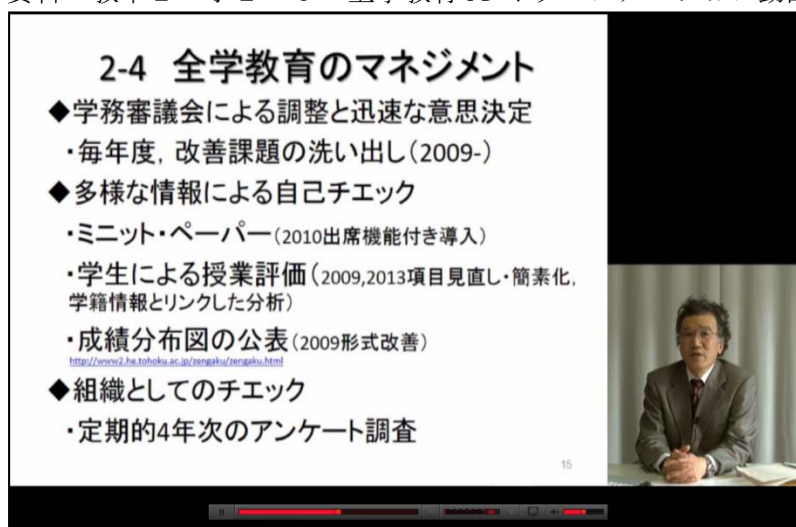 2-4 全学教育のマネジメント
◆学務審議会による調整と迅速な意思決定
・毎年度，改善課題の洗い出し（2009-）
◆多様な情報による自己チェック
・ミニット・ペーパー（2010出席機能付き導入）
・学生による授業評価（2009,2013項目見直し・簡素化，
学籍情報とリンクした分析）
・成績分布図の公表（2009形式改善）
http://www2.he.tohoku.ac.jp/zengaku/zengaku.html
◆組織としてのチェック
・定期的4年次のアンケート調査
15